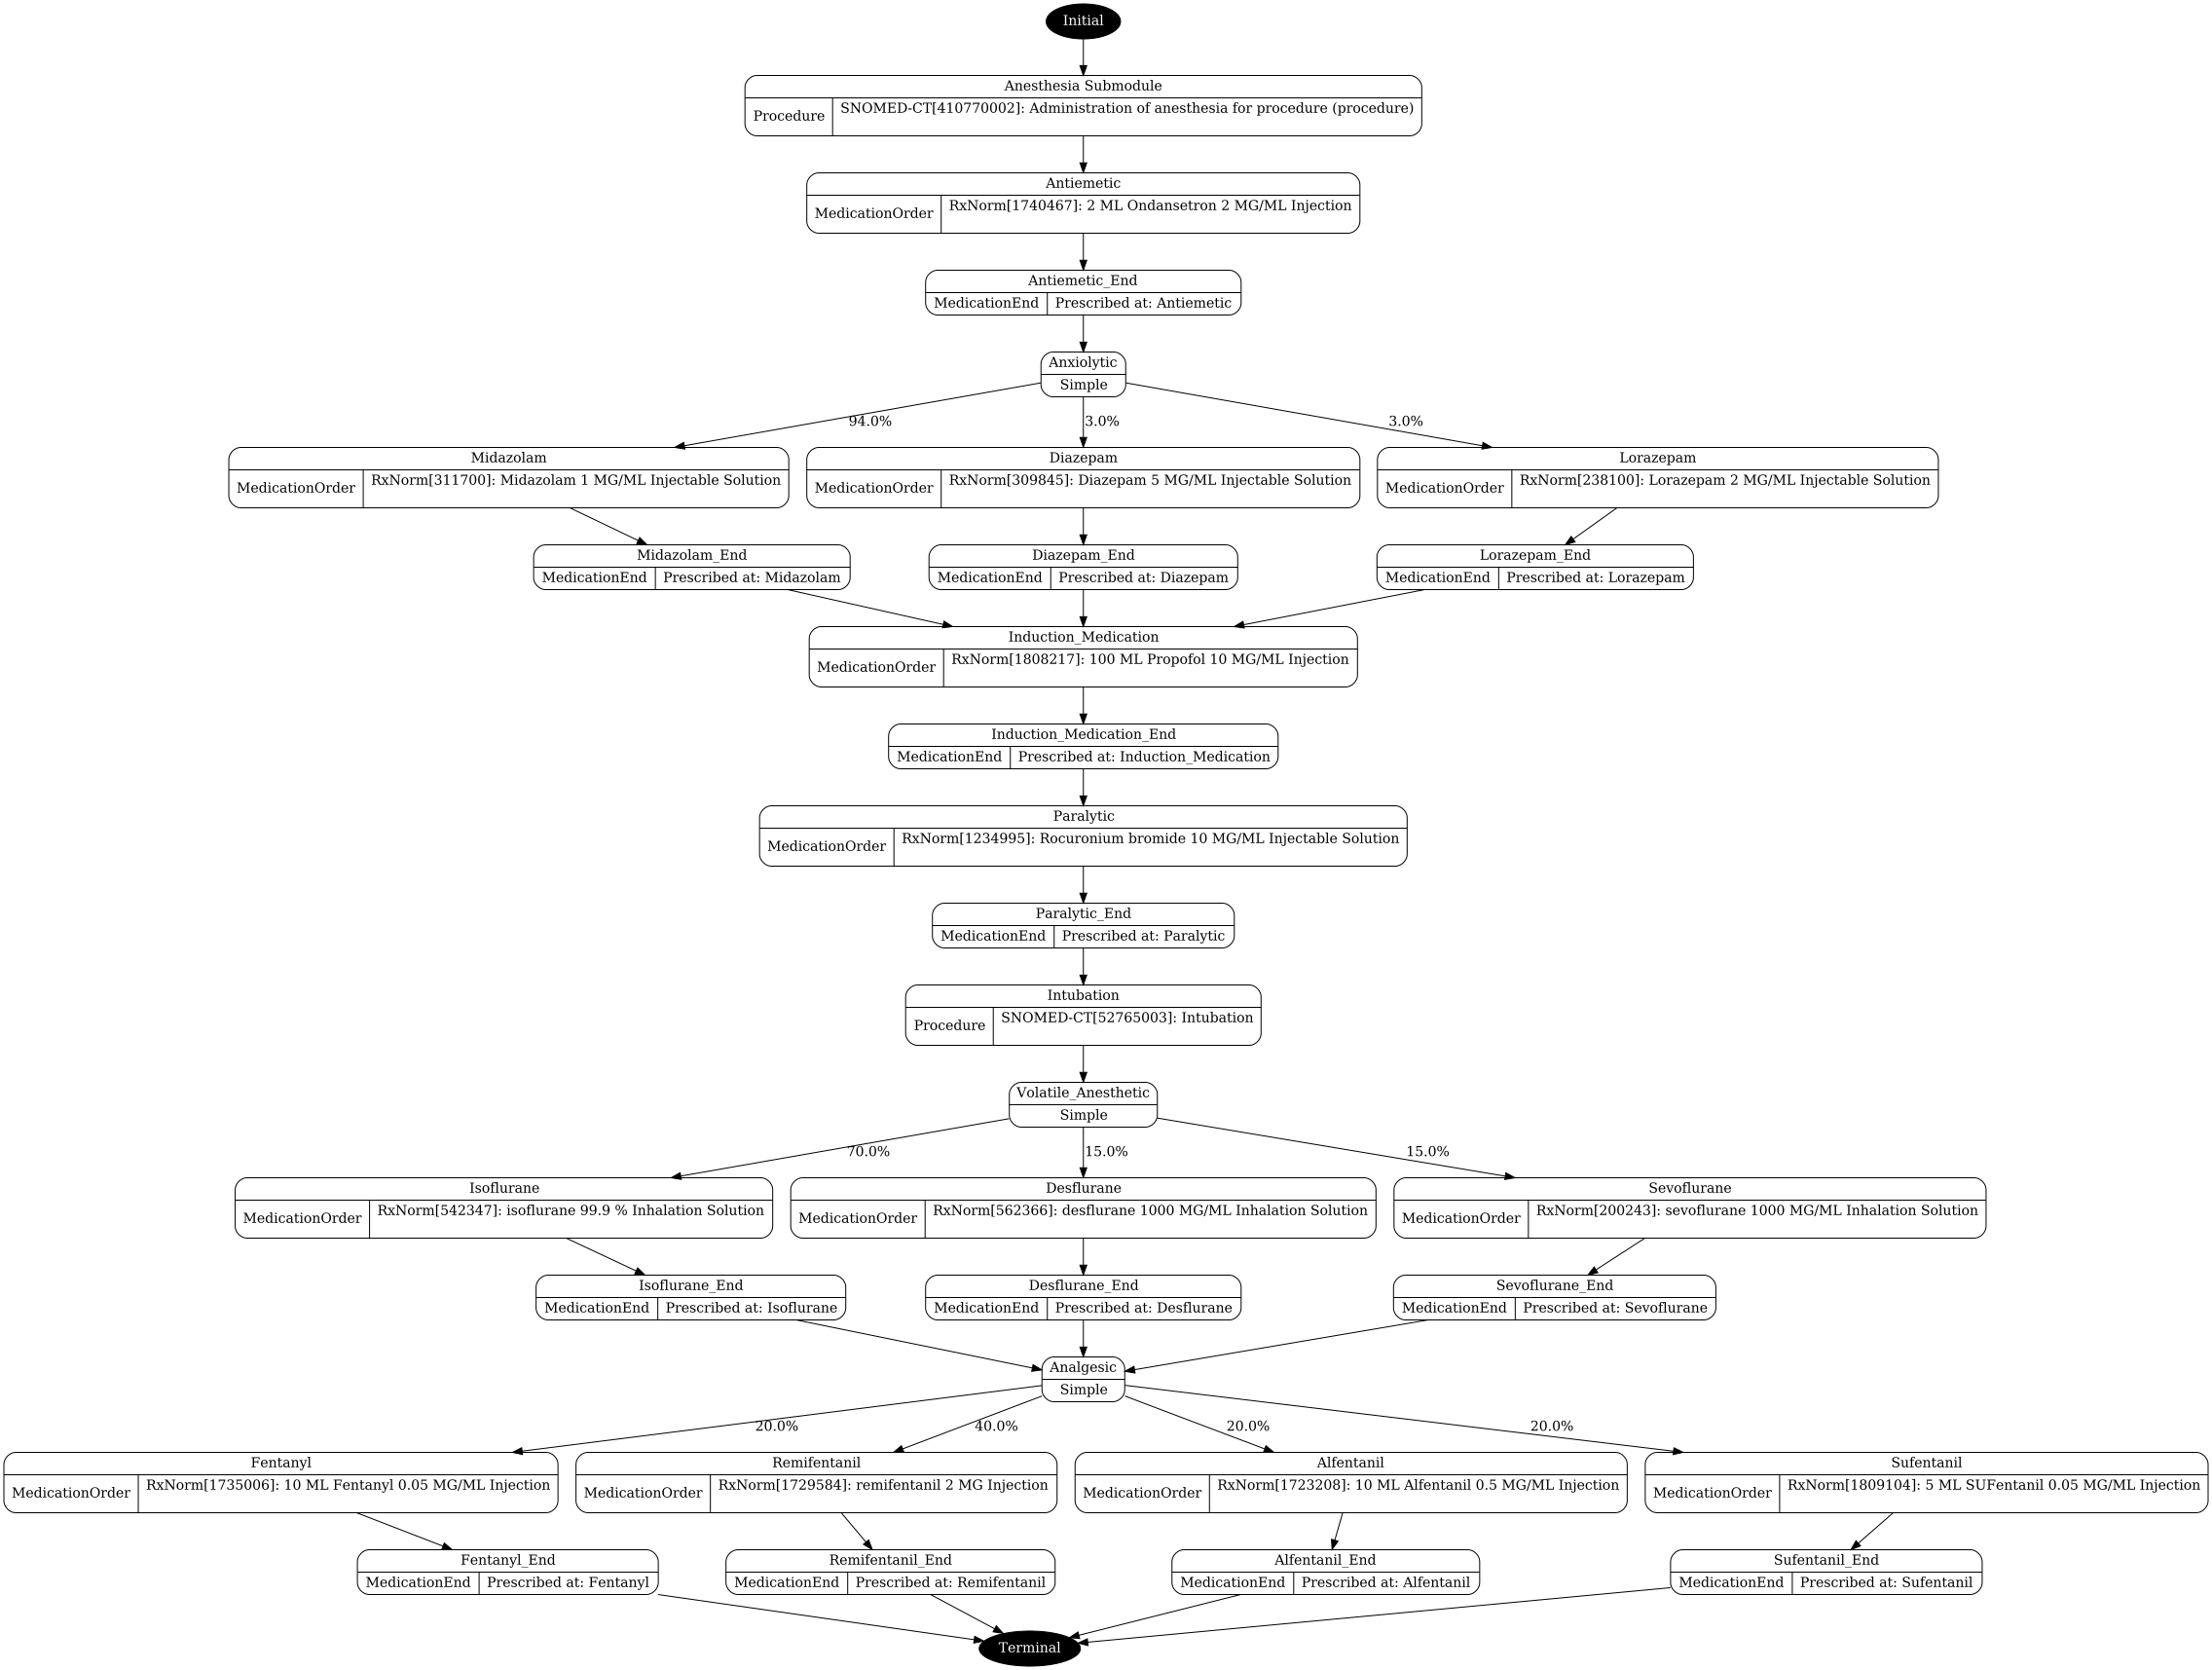 Initial
Anesthesia Submodule
Procedure
SNOMED-CT[410770002]: Administration of anesthesia for procedure (procedure)
Antiemetic
MedicationOrder
RxNorm[1740467]: 2 ML Ondansetron 2 MG/ML Injection
Antiemetic_End
MedicationEnd
Prescribed at: Antiemetic
Anxiolytic
Simple
94.0%
3.0%
3.0%
Midazolam
MedicationOrder
RxNorm[311700]: Midazolam 1 MG/ML Injectable Solution
Diazepam
MedicationOrder
RxNorm[309845]: Diazepam 5 MG/ML Injectable Solution
Lorazepam
MedicationOrder
RxNorm[238100]: Lorazepam 2 MG/ML Injectable Solution
Midazolam_End
MedicationEnd
Prescribed at: Midazolam
Diazepam_End
MedicationEnd
Prescribed at: Diazepam
Lorazepam_End
MedicationEnd
Prescribed at: Lorazepam
Induction_Medication
MedicationOrder
RxNorm[1808217]: 100 ML Propofol 10 MG/ML Injection
Induction_Medication_End
MedicationEnd
Prescribed at: Induction_Medication
Paralytic
MedicationOrder
RxNorm[1234995]: Rocuronium bromide 10 MG/ML Injectable Solution
Paralytic_End
MedicationEnd
Prescribed at: Paralytic
Intubation
Procedure
SNOMED-CT[52765003]: Intubation
Volatile_Anesthetic
Simple
70.0%
15.0%
15.0%
Isoflurane
MedicationOrder
RxNorm[542347]: isoflurane 99.9 % Inhalation Solution
Desflurane
MedicationOrder
RxNorm[562366]: desflurane 1000 MG/ML Inhalation Solution
Sevoflurane
MedicationOrder
RxNorm[200243]: sevoflurane 1000 MG/ML Inhalation Solution
Isoflurane_End
MedicationEnd
Prescribed at: Isoflurane
Desflurane_End
MedicationEnd
Prescribed at: Desflurane
Sevoflurane_End
MedicationEnd
Prescribed at: Sevoflurane
Analgesic
Simple
20.0%
40.0%
20.0%
20.0%
Fentanyl
MedicationOrder
RxNorm[1735006]: 10 ML Fentanyl 0.05 MG/ML Injection
Remifentanil
MedicationOrder
RxNorm[1729584]: remifentanil 2 MG Injection
Alfentanil
MedicationOrder
RxNorm[1723208]: 10 ML Alfentanil 0.5 MG/ML Injection
Sufentanil
MedicationOrder
RxNorm[1809104]: 5 ML SUFentanil 0.05 MG/ML Injection
Fentanyl_End
MedicationEnd
Prescribed at: Fentanyl
Remifentanil_End
MedicationEnd
Prescribed at: Remifentanil
Alfentanil_End
MedicationEnd
Prescribed at: Alfentanil
Sufentanil_End
MedicationEnd
Prescribed at: Sufentanil
Terminal